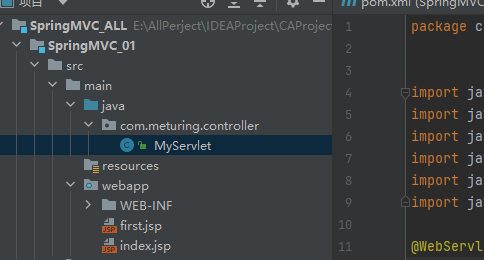 项目
pom.xml (SpringMVC
SpringMVC_ALL E:\AllPerject\IDEAProject\CAProjec
SpringMVC_01
src
main
java
com.meturing.controller
MyServlet
resources
webapp
WEB-INF
first.jsp
index.jsp
1 package c
2
3
4 import ja
5 import ja
6 import ja
7 import ja
8 import ja
9 import ja
10
11 @WebServl